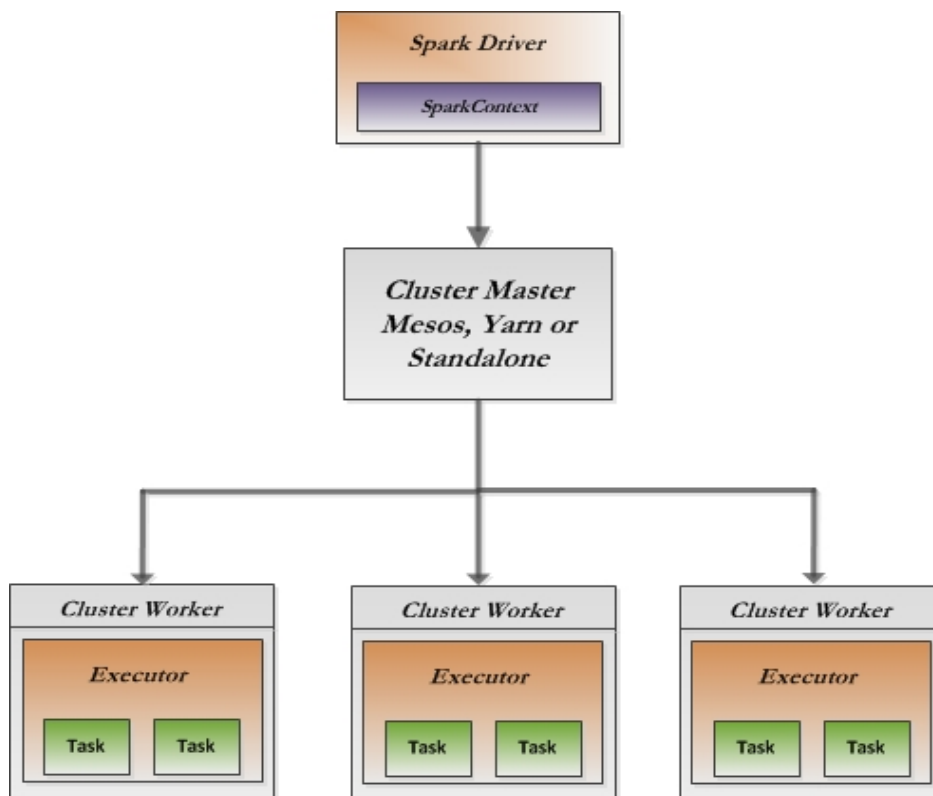 Spark Driver
SparkContext
Cluster Master
Mesos, Yarn or
Standalone
Cluster Worker
Executor
Task
Task
Cluster Worker
Executor
Task
Task
Cluster Worker
Executor
Task
Task